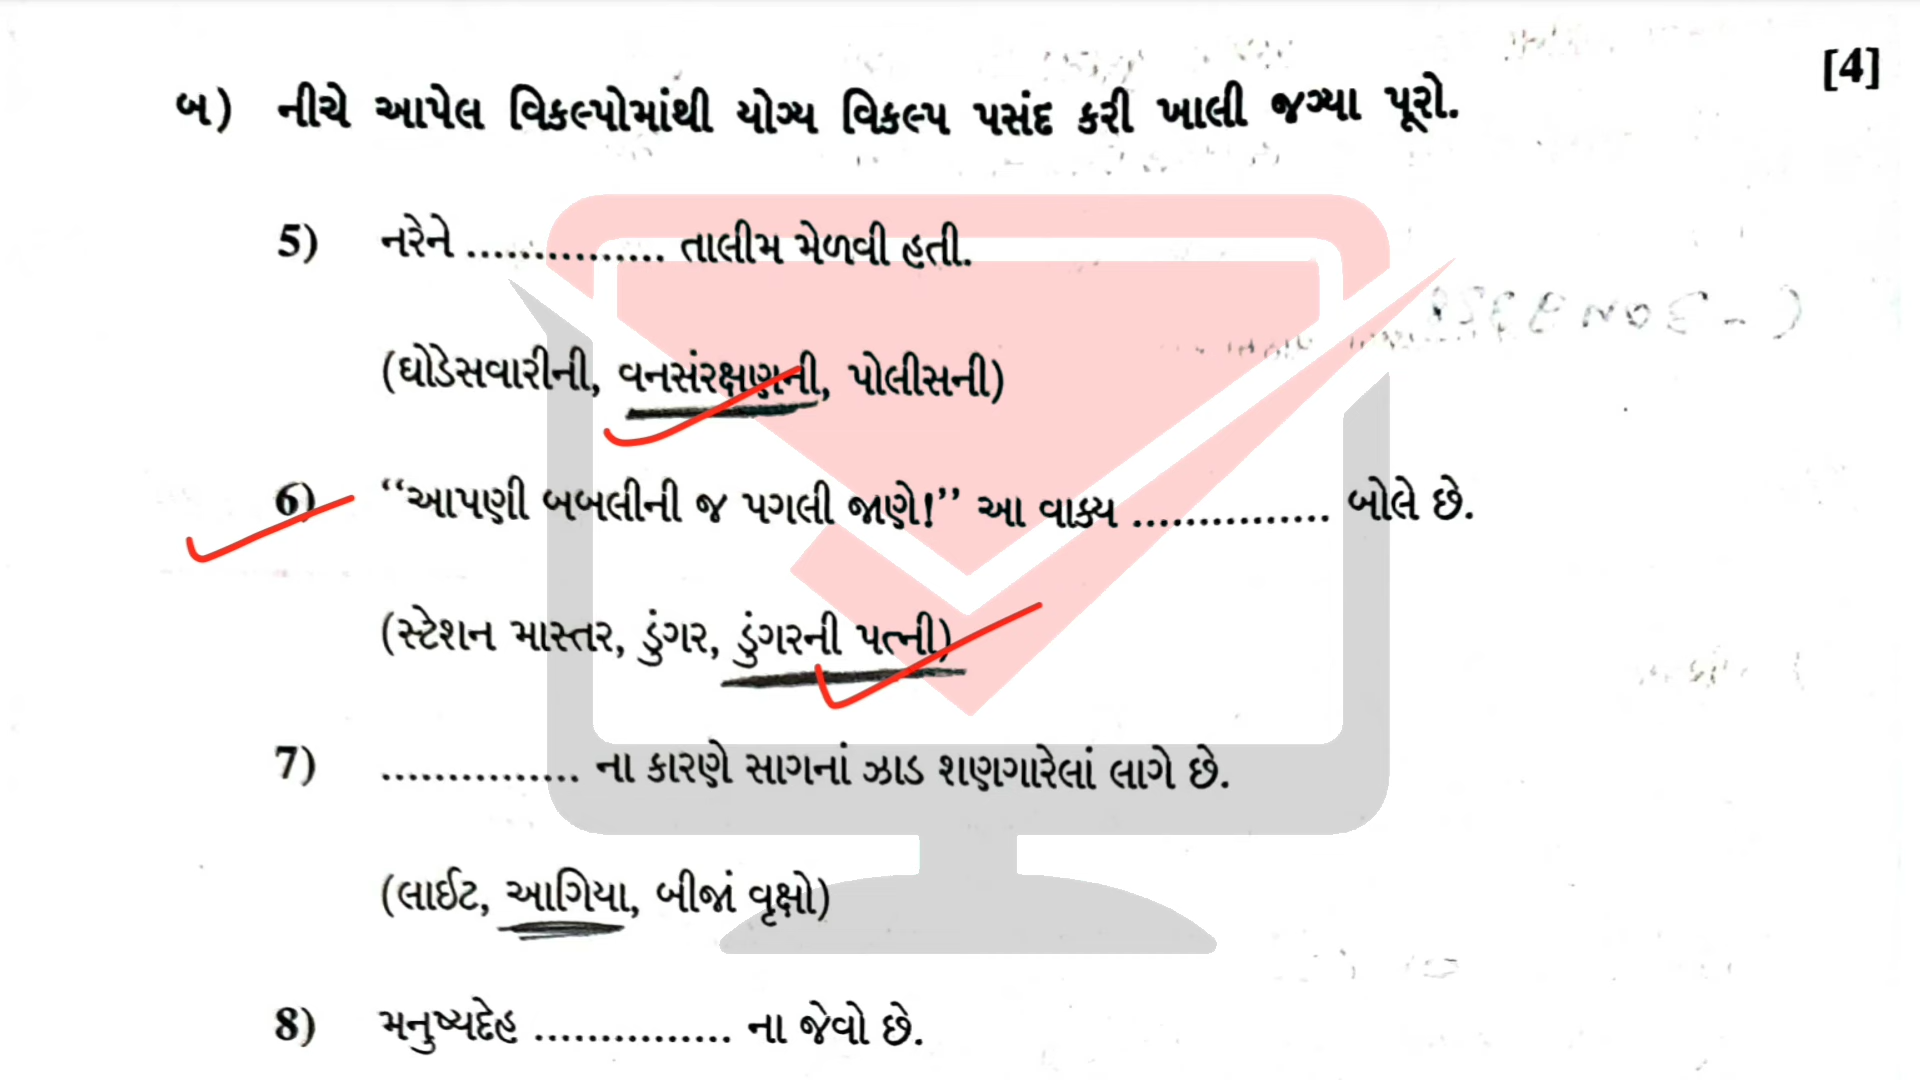 [4]
બ) નીચે આપેલ વિકલ્પોમાંથી યોગ્ય વિકલ્પ પસંદ કરી ખાલી જગ્યા પૂરો.
5) નરેને ............... તાલીમ મેળવી હતી.
(ઘોડેસવારીની, વનસંરક્ષણની, પોલીસની)
6) “આપણી બબલીની જ પગલી જાણે!” આ વાક્ય ............... બોલે છે.
(સ્ટેશન માસ્તર, ડુંગર, ડુંગરની પત્ની)
7) ............... ના કારણે સાગનાં ઝાડ શણગારેલાં લાગે છે.
(લાઈટ, આગિયા, બીજાં વૃક્ષો)
8) મનુષ્યદેહ ............... ના જેવો છે.